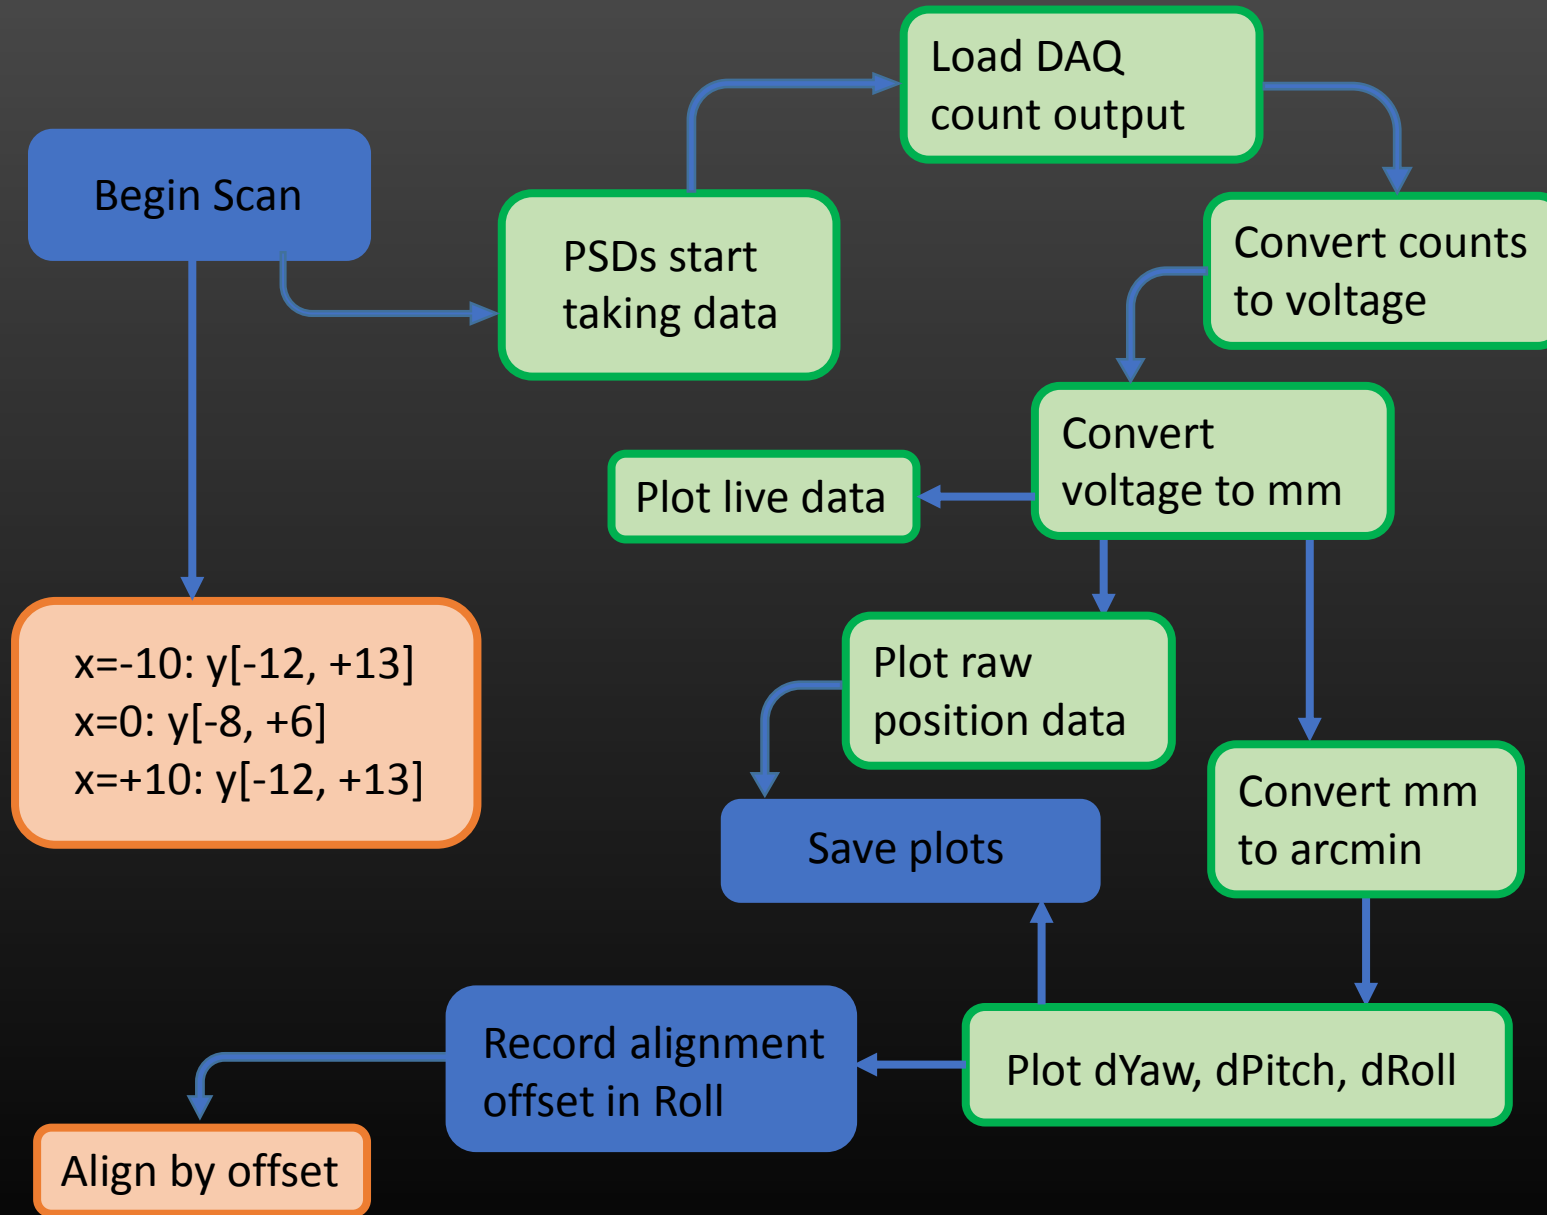 Load DAQ
count output
Begin Scan
PSDs start
taking data
Convert counts
to voltage
Convert
voltage to mm
Plot live data
x=-10: y[-12, +13]
x=0: y[-8, +6]
x=+10: y[-12, +13]
Plot raw
position data
Convert mm
to arcmin
Save plots
Record alignment
offset in Roll
Plot dYaw, dPitch, dRoll
Align by offset